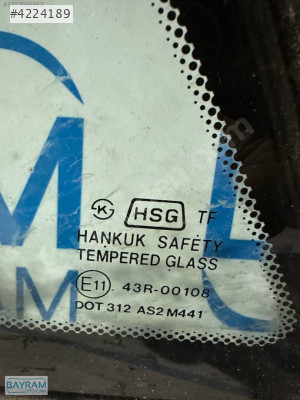 #4224189
HSG TF
HANKUK SAFETY
TEMPERED GLASS
E11 43R-00108
DOT 312 AS2 M441
BAYRAM